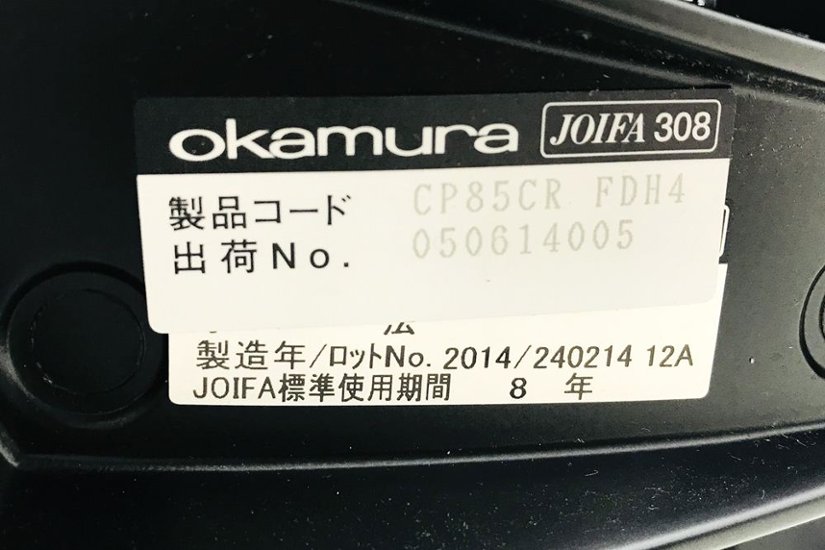 okamura JOIFA 308
製品コード CP85CR FDH4
出荷No. 050614005
法
製造年/ロットNo. 2014/240214 12A
JOIFA標準使用期間 8 年